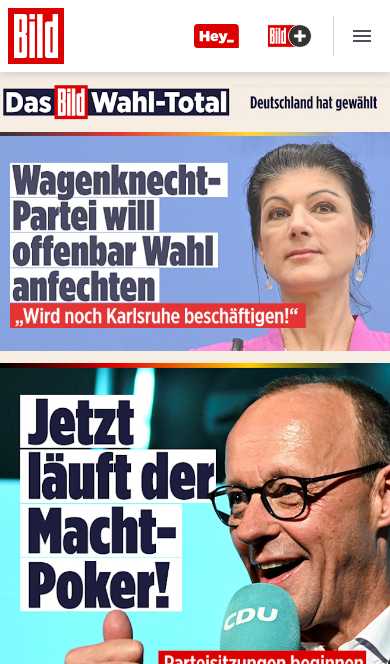 Bild
Hey_
Bild +
Das Bild Wahl-Total
Deutschland hat gewählt
Wagenknecht-
Partei will
offenbar Wahl
anfechten
„Wird noch Karlsruhe beschäftigen!“
Jetzt
läuft der
Macht-
Poker!
CDU
Parteisitzungen beginnen